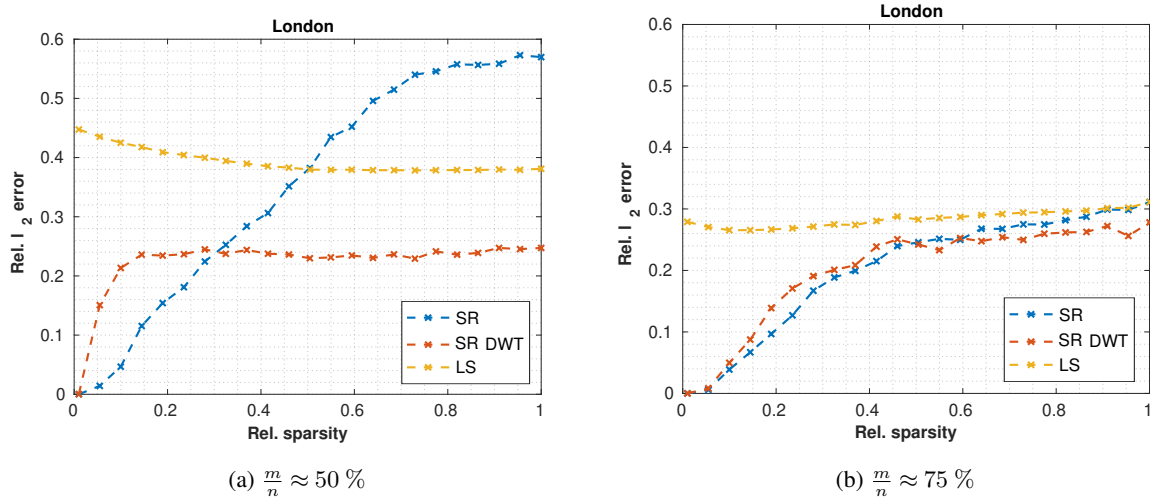 London
0.6
0.5
0.4
0.3
0.2
0.1
0
Rel. l 2 error
0 0.2 0.4 0.6 0.8 1
Rel. sparsity
SR
SR DWT
LS
(a) m/n ≈ 50 %
London
0.6
0.5
0.4
0.3
0.2
0.1
0
Rel. l 2 error
0 0.2 0.4 0.6 0.8 1
Rel. sparsity
SR
SR DWT
LS
(b) m/n ≈ 75 %